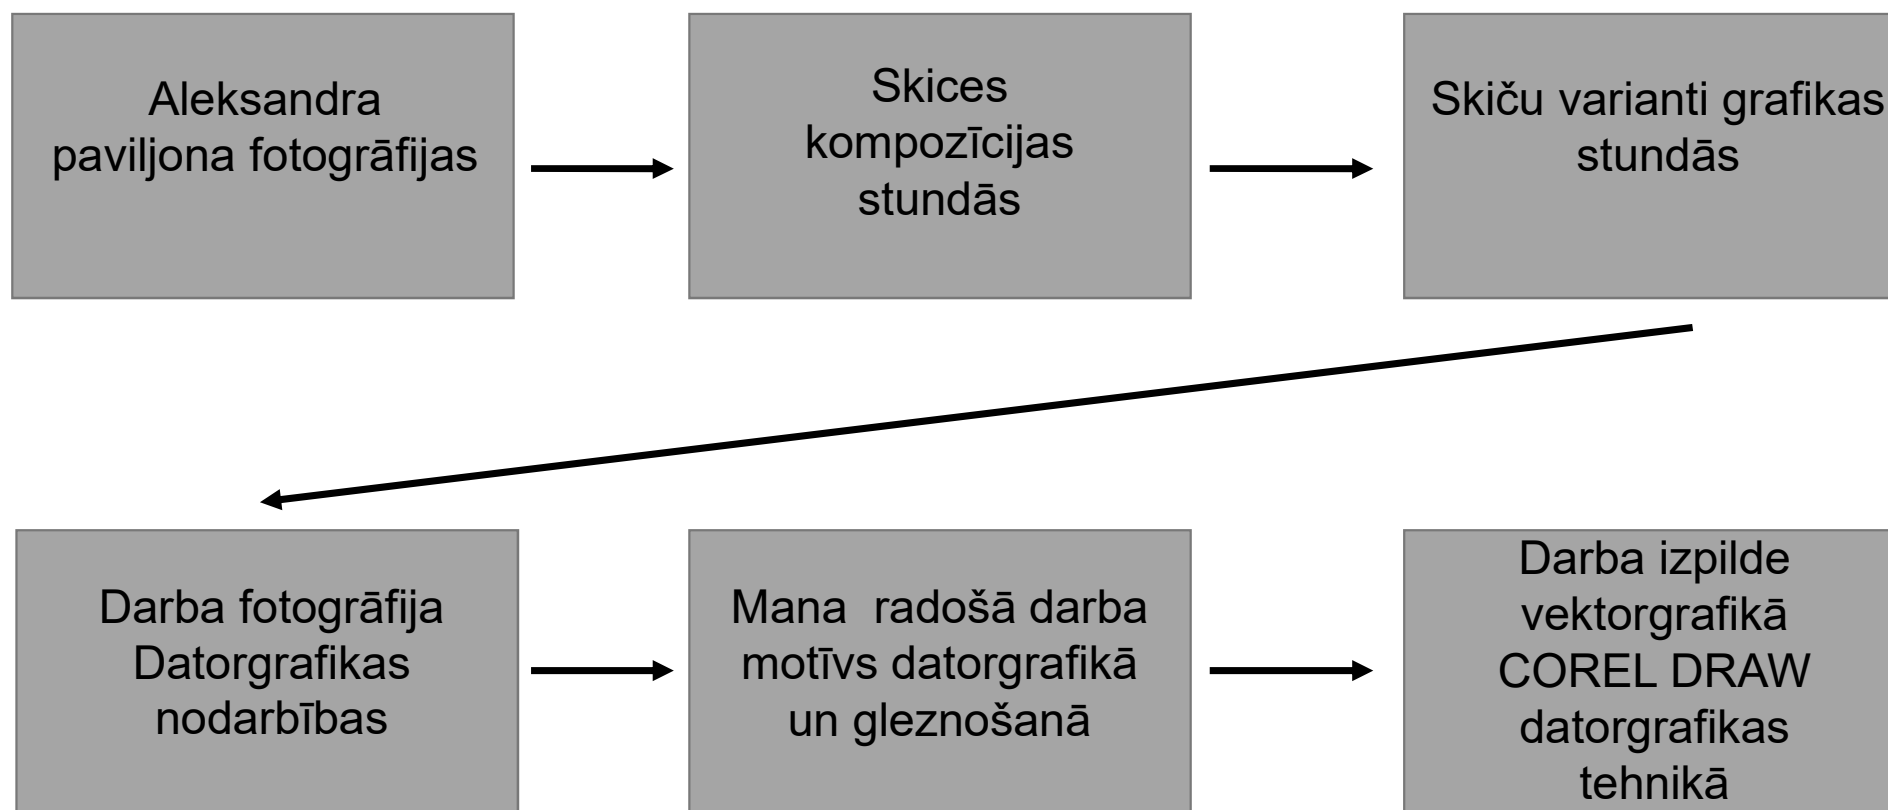 Aleksandra
paviljona fotogrāfijas
Skices
kompozīcijas
stundās
Skiču varianti grafikas
stundās
Darba fotogrāfija
Datorgrafikas
nodarbības
Mana  radošā darba
motīvs datorgrafikā
un gleznošanā
Darba izpilde
vektorgrafikā
COREL DRAW
datorgrafikas
tehnikā